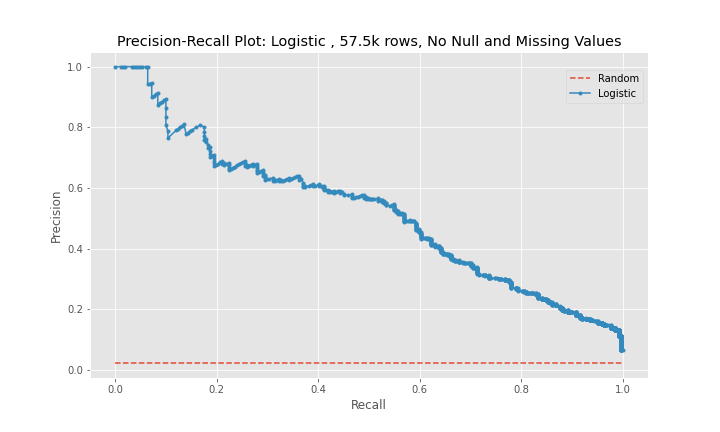 Precision-Recall Plot: Logistic , 57.5k rows, No Null and Missing Values
Random
Logistic
1.0
0.8
0.6
0.4
0.2
0.0
Precision
0.0 0.2 0.4 0.6 0.8 1.0
Recall